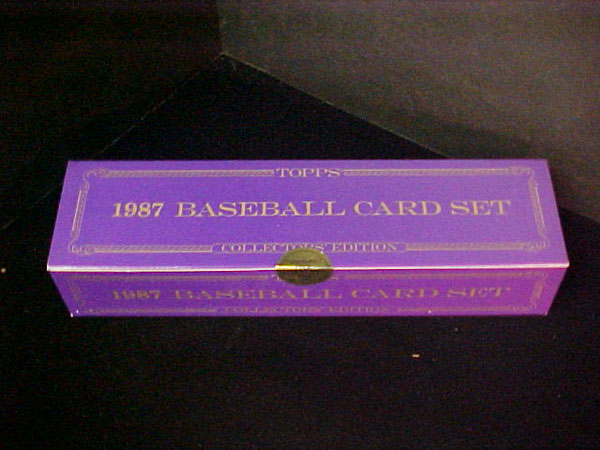 TOPPS
1987 BASEBALL CARD SET
COLLECTORS' EDITION
1987 BASEBALL CARD SET
COLLECTORS' EDITION